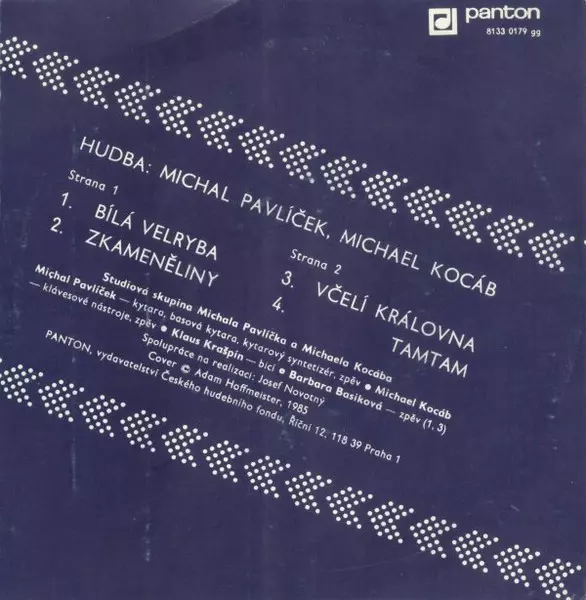 panton
8133 0179 gg
HUDBA: MICHAL PAVLÍČEK, MICHAEL KOCÁB
Strana 1
1. BÍLÁ VELRYBA
2. ZKAMENĚLINY
Strana 2
3. VČELÍ KRÁLOVNA
4. TAMTAM
Studiová skupina Michala Pavlíčka a Michaela Kocába
Michal Pavlíček – kytara, basová kytara, kytarový syntetizér, zpěv ● Michael Kocáb
– klávesové nástroje, zpěv ● Klaus Krašpin – bicí ● Barbara Basiková – zpěv (1. 3)
Spolupráce na realizaci: Josef Novotný
Cover © Adam Hoffmeister, 1985
PANTON, vydavatelství Českého hudebního fondu, Říční 12, 118 39 Praha 1